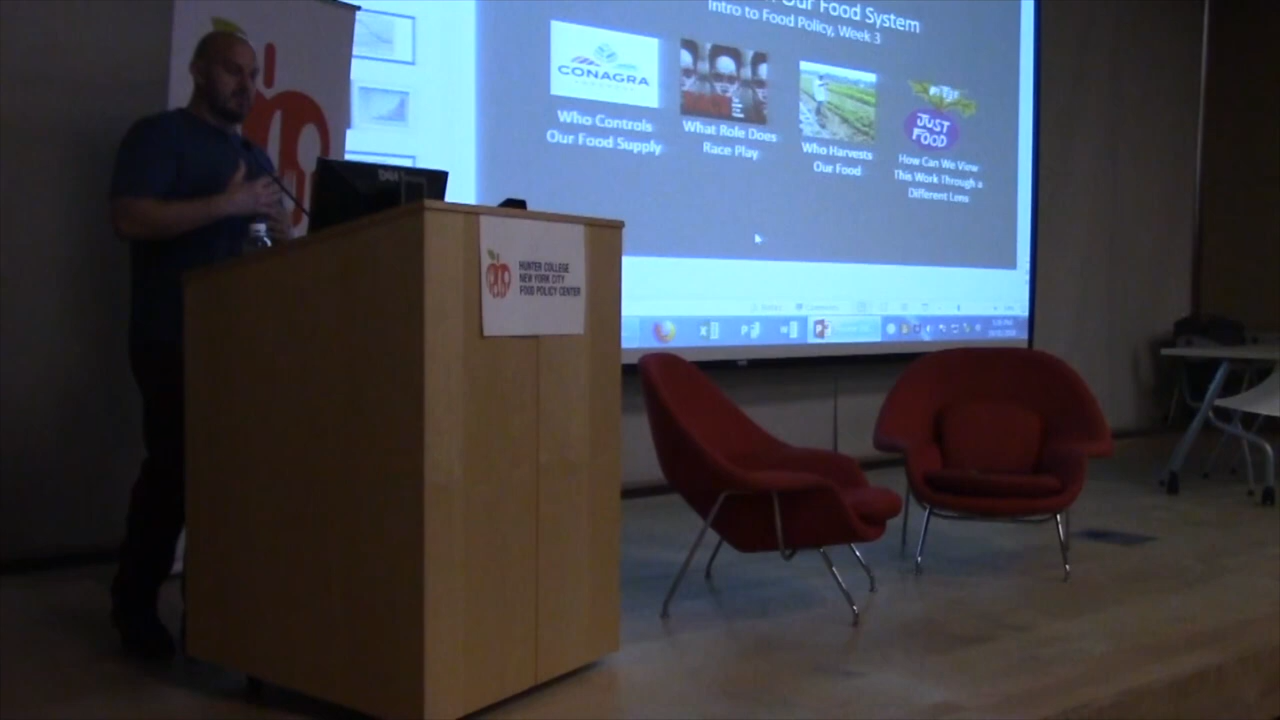 Our Food System
Intro to Food Policy, Week 3
CONAGRA
Who Controls
Our Food Supply
What Role Does
Race Play
Who Harvests
Our Food
JUST
FOOD
How Can We View
This Work Through a
Different Lens
DELL
HUNTER COLLEGE
NEW YORK CITY
FOOD POLICY CENTER